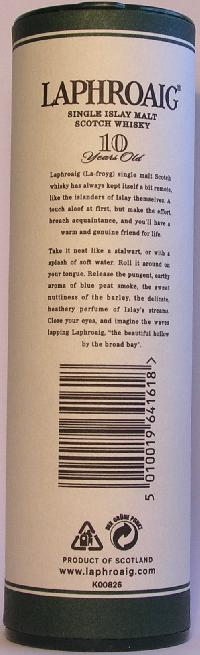 LAPHROAIG®
SINGLE ISLAY MALT
SCOTCH WHISKY
10
Years Old
Laphroaig (La-froyg) single malt Scotch
whisky has always kept itself a bit remote,
like the islanders of Islay themselves. A
touch aloof at first, but make the effort,
broach acquaintance, and you'll have a
warm and genuine friend for life.
Take it neat like a stalwart, or with a
splash of soft water. Roll it around on
your tongue. Release the pungent, earthy
aroma of blue peat smoke, the sweet
nuttiness of the barley, the delicate,
heathery perfume of Islay's streams.
Close your eyes, and imagine the waves
lapping Laphroaig, "the beautiful hollow
by the broad bay".
5 010019 641618 >
DER GRÜNE PUNKT
PRODUCT OF SCOTLAND
www.laphroaig.com
K00826